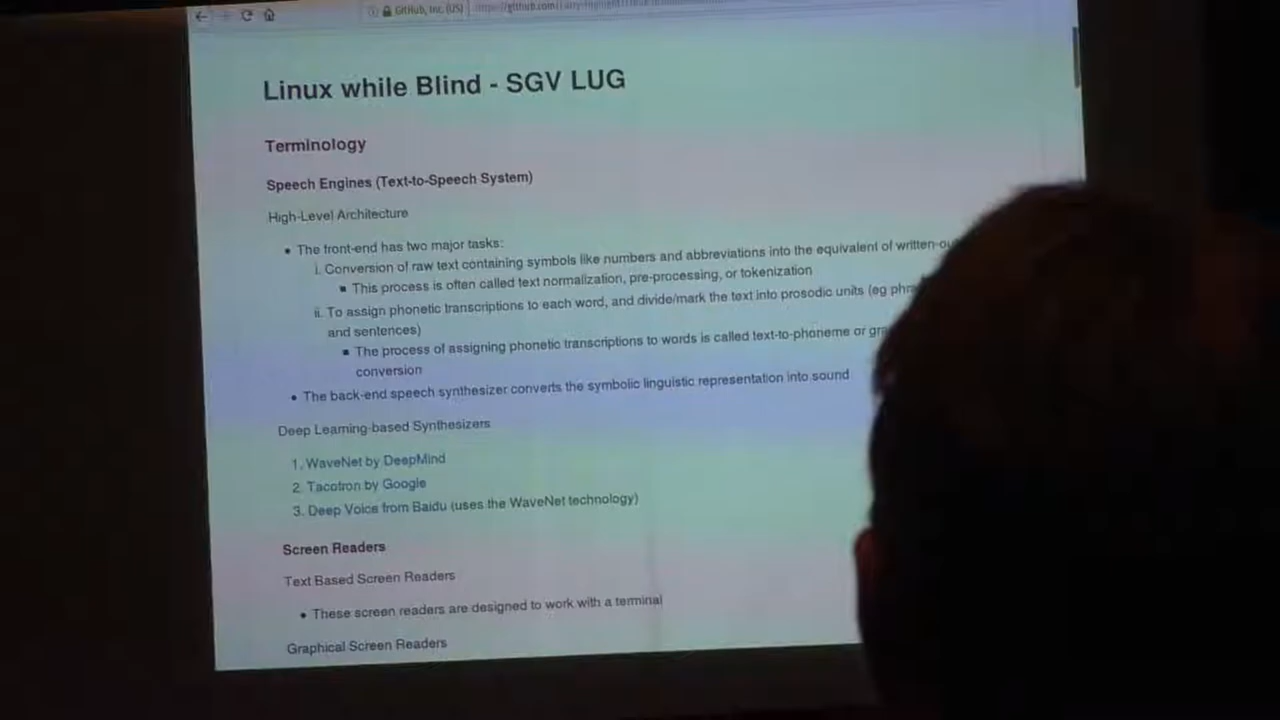 GitHub, Inc. (US) https://github.com/
Linux while Blind - SGV LUG
Terminology
Speech Engines (Text-to-Speech System)
High-Level Architecture
• The front-end has two major tasks:
i. Conversion of raw text containing symbols like numbers and abbreviations into the equivalent of
▪ This process is often called text normalization, pre-processing, or tokenization
ii. To assign phonetic transcriptions to each word, and divide/mark the text into prosodic units (eg
and sentences)
▪ The process of assigning phonetic transcriptions to words is called text-to-phoneme or
conversion
• The back-end speech synthesizer converts the symbolic linguistic representation into sound
Deep Learning-based Synthesizers
1. WaveNet by DeepMind
2. Tacotron by Google
3. Deep Voice from Baidu (uses the WaveNet technology)
Screen Readers
Text Based Screen Readers
• These screen readers are designed to work with a terminal
Graphical Screen Readers